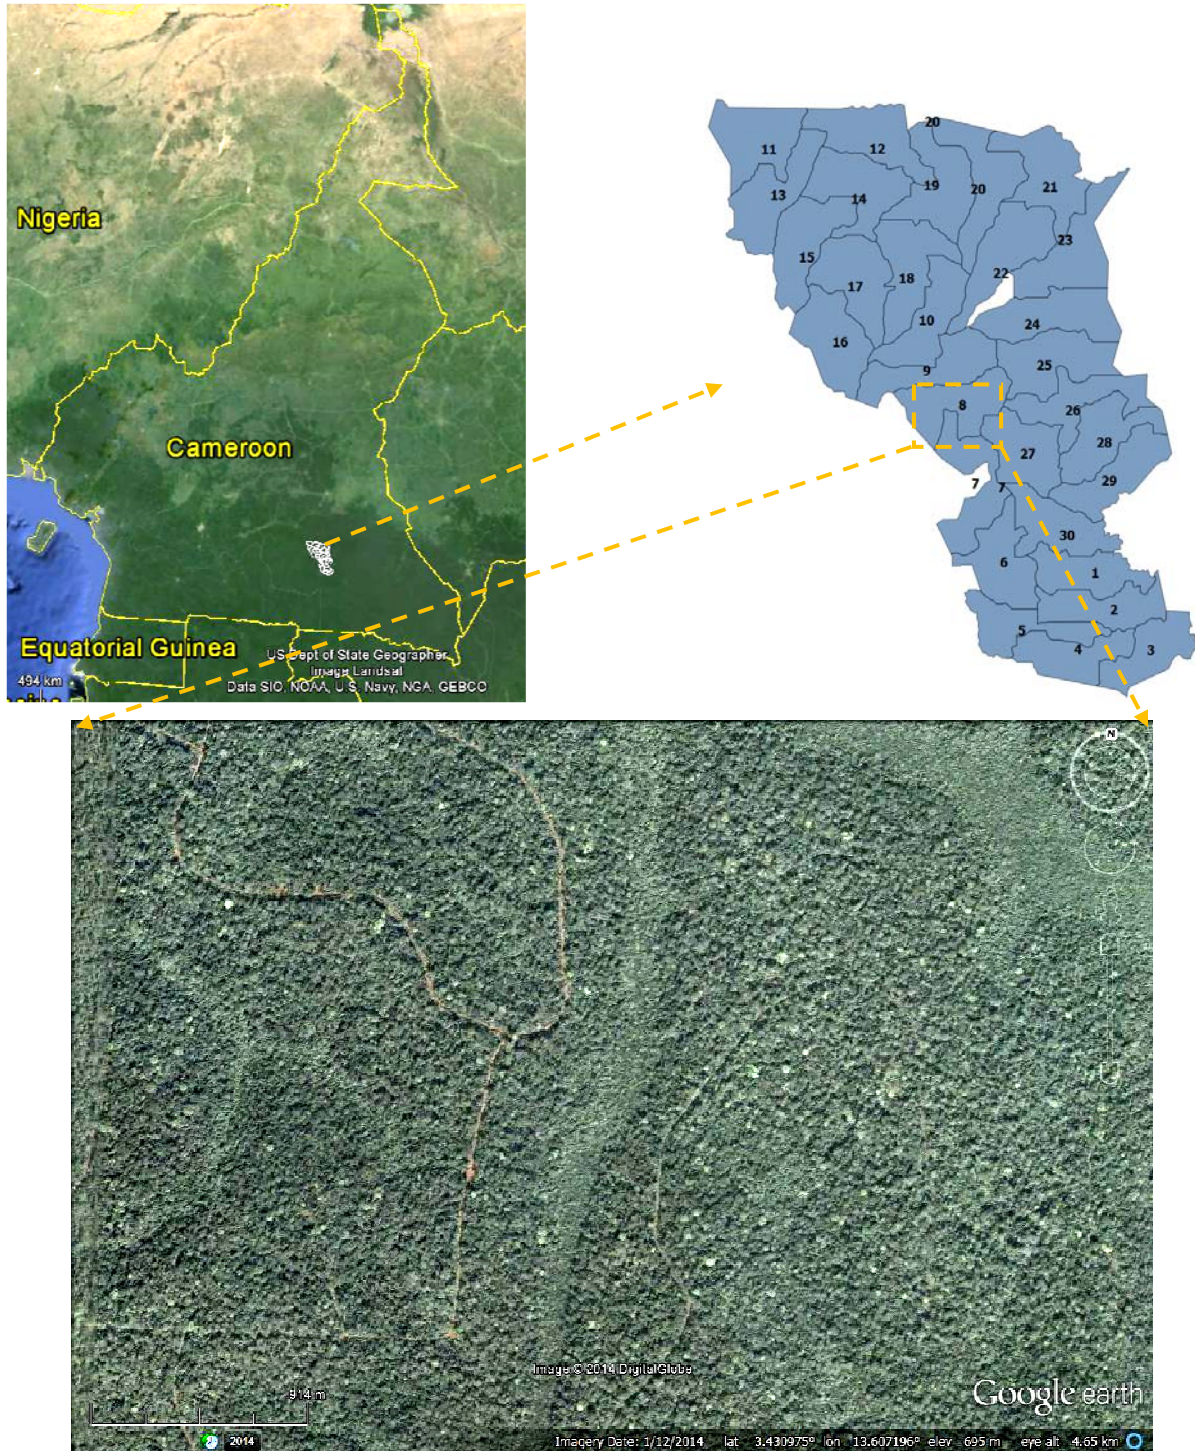 Nigeria
Cameroon
Equatorial Guinea
US Dept of State Geographer
Image Landsat
Data SIO, NOAA, U.S. Navy, NGA, GEBCO
494 km
20
11
12
13
14
19
20
21
15
17
18
22
23
16
10
24
9
25
8
26
27
28
7
7
29
30
6
1
2
5
4
3
N
Image © 2014 DigitalGlobe
914 m
Google earth
2014
Imagery Date: 1/12/2014 lat 3.430975° lon 13.607196° elev 695 m eye alt 4.65 km